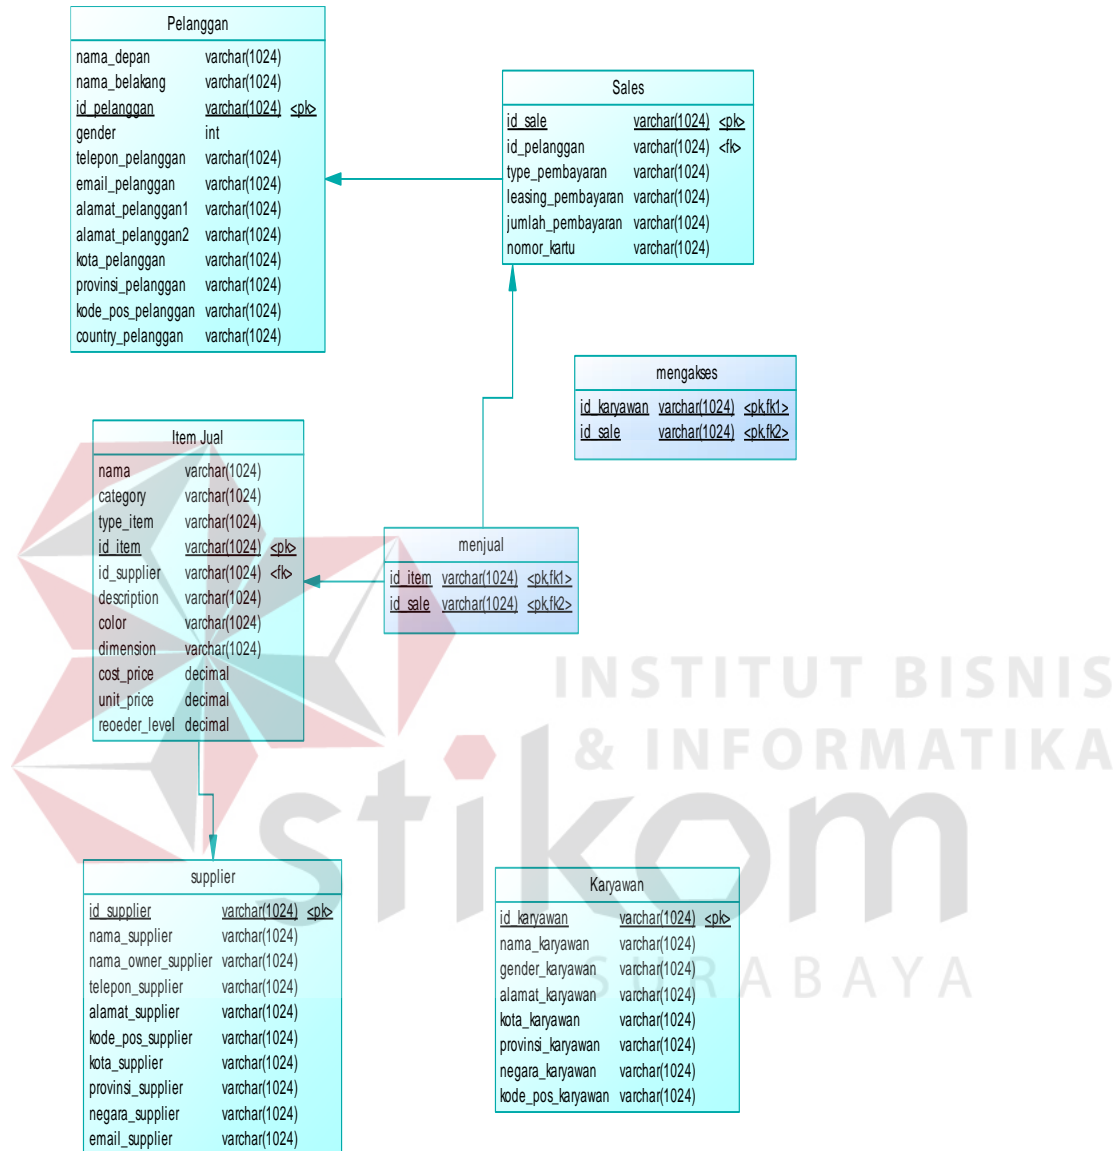 Pelanggan
nama_depan varchar(1024)
nama_belakang varchar(1024)
id_pelanggan varchar(1024) <pk>
gender int
telepon_pelanggan varchar(1024)
email_pelanggan varchar(1024)
alamat_pelanggan1 varchar(1024)
alamat_pelanggan2 varchar(1024)
kota_pelanggan varchar(1024)
provinsi_pelanggan varchar(1024)
kode_pos_pelanggan varchar(1024)
country_pelanggan varchar(1024)
Sales
id_sale varchar(1024) <pk>
id_pelanggan varchar(1024) <fk>
type_pembayaran varchar(1024)
leasing_pembayaran varchar(1024)
jumlah_pembayaran varchar(1024)
nomor_kartu varchar(1024)
mengakses
id_karyawan varchar(1024) <pk,fk1>
id_sale varchar(1024) <pk,fk2>
Item Jual
nama varchar(1024)
category varchar(1024)
type_item varchar(1024)
id_item varchar(1024) <pk>
id_supplier varchar(1024) <fk>
description varchar(1024)
color varchar(1024)
dimension varchar(1024)
cost_price decimal
unit_price decimal
reoeder_level decimal
menjual
id_item varchar(1024) <pk,fk1>
id_sale varchar(1024) <pk,fk2>
INSTITUT BISNIS
& INFORMATIKA
stikom
SURABAYA
supplier
id_supplier varchar(1024) <pk>
nama_supplier varchar(1024)
nama_owner_supplier varchar(1024)
telepon_supplier varchar(1024)
alamat_supplier varchar(1024)
kode_pos_supplier varchar(1024)
kota_supplier varchar(1024)
provinsi_supplier varchar(1024)
negara_supplier varchar(1024)
email_supplier varchar(1024)
Karyawan
id_karyawan varchar(1024) <pk>
nama_karyawan varchar(1024)
gender_karyawan varchar(1024)
alamat_karyawan varchar(1024)
kota_karyawan varchar(1024)
provinsi_karyawan varchar(1024)
negara_karyawan varchar(1024)
kode_pos_karyawan varchar(1024)